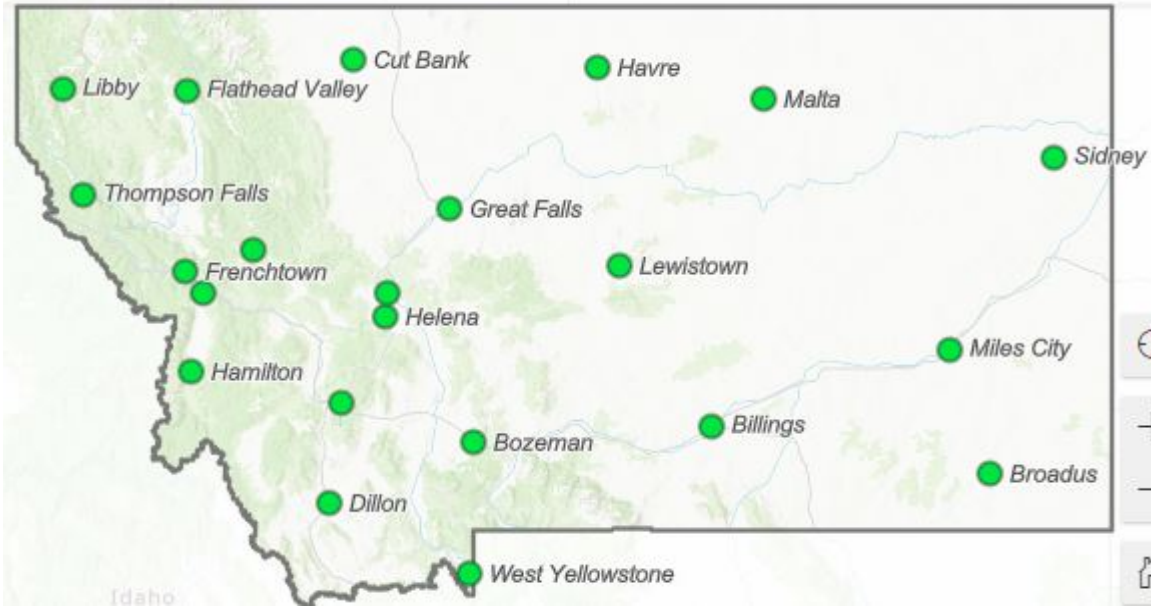 Cut Bank
Havre
Libby
Flathead Valley
Malta
Sidney
Thompson Falls
Great Falls
Frenchtown
Lewistown
Helena
Miles City
Hamilton
Billings
Bozeman
Broadus
Dillon
West Yellowstone
Idaho